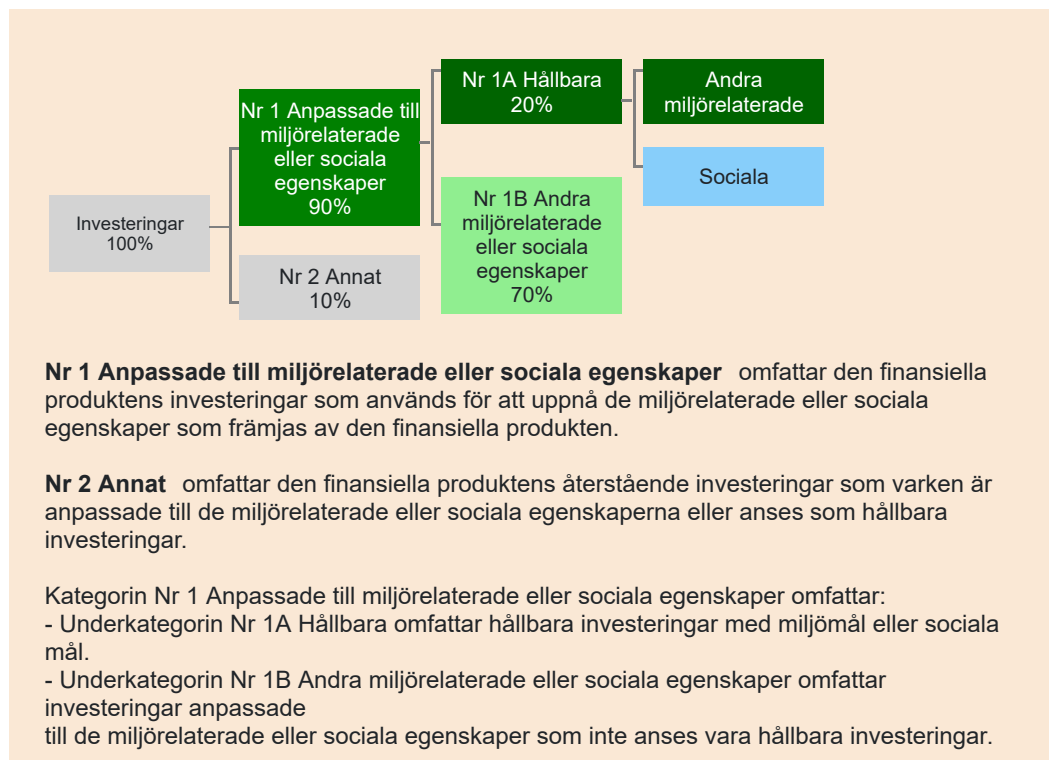 Investeringar
100%
Nr 1 Anpassade till
miljörelaterade
eller sociala
egenskaper
90%
Nr 2 Annat
10%
Nr 1A Hållbara
20%
Nr 1B Andra
miljörelaterade
eller sociala
egenskaper
70%
Andra
miljörelaterade
Sociala
Nr 1 Anpassade till miljörelaterade eller sociala egenskaper omfattar den finansiella
produktens investeringar som används för att uppnå de miljörelaterade eller sociala
egenskaper som främjas av den finansiella produkten.
Nr 2 Annat omfattar den finansiella produktens återstående investeringar som varken är
anpassade till de miljörelaterade eller sociala egenskaperna eller anses som hållbara
investeringar.
Kategorin Nr 1 Anpassade till miljörelaterade eller sociala egenskaper omfattar:
- Underkategorin Nr 1A Hållbara omfattar hållbara investeringar med miljömål eller sociala
mål.
- Underkategorin Nr 1B Andra miljörelaterade eller sociala egenskaper omfattar
investeringar anpassade
till de miljörelaterade eller sociala egenskaper som inte anses vara hållbara investeringar.